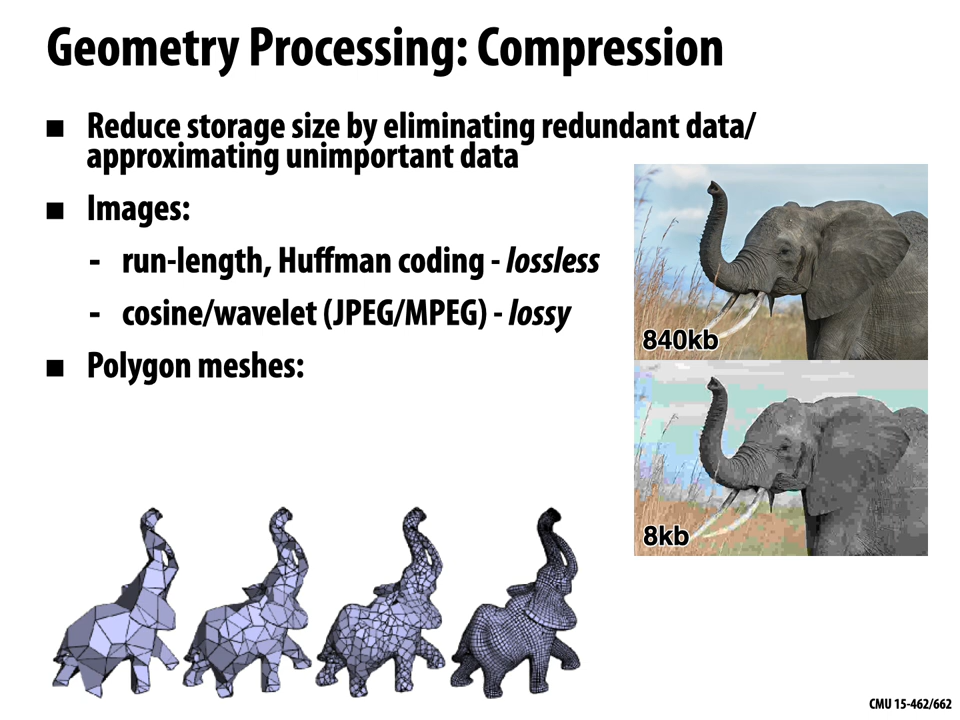 Geometry Processing: Compression
■ Reduce storage size by eliminating redundant data/
approximating unimportant data
■ Images:
- run-length, Huffman coding - lossless
- cosine/wavelet (JPEG/MPEG) - lossy
■ Polygon meshes:
840kb
8kb
CMU 15-462/662